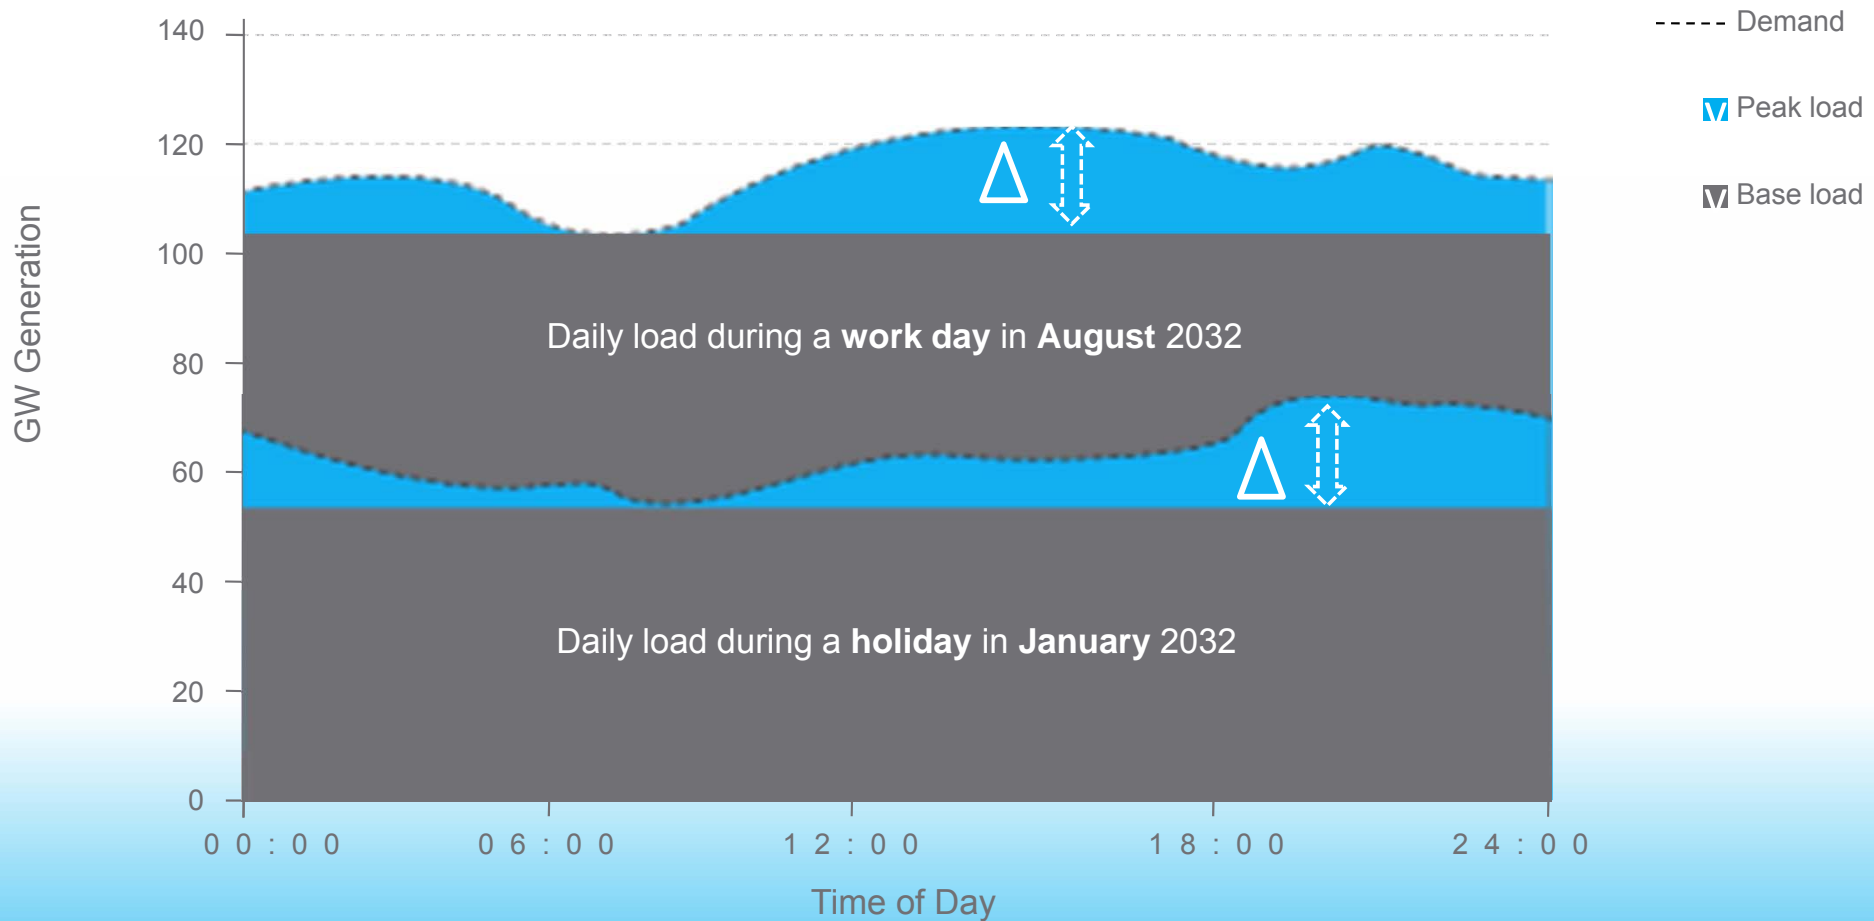 140
120
100
80
60
40
20
0
GW Generation
Demand
Peak load
Base load
Daily load during a work day in August 2032
Daily load during a holiday in January 2032
00:00 06:00 12:00 18:00 24:00
Time of Day